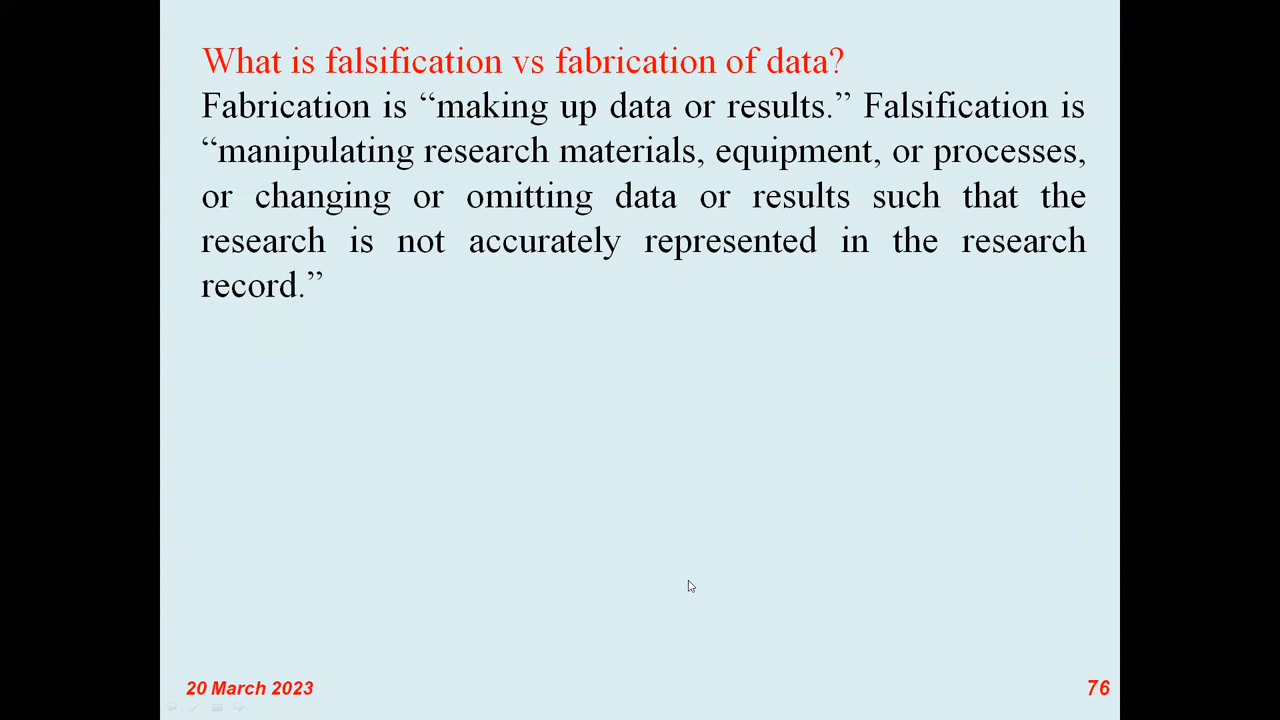 What is falsification vs fabrication of data?
Fabrication is “making up data or results.” Falsification is
“manipulating research materials, equipment, or processes,
or changing or omitting data or results such that the
research is not accurately represented in the research
record.”
20 March 2023
76